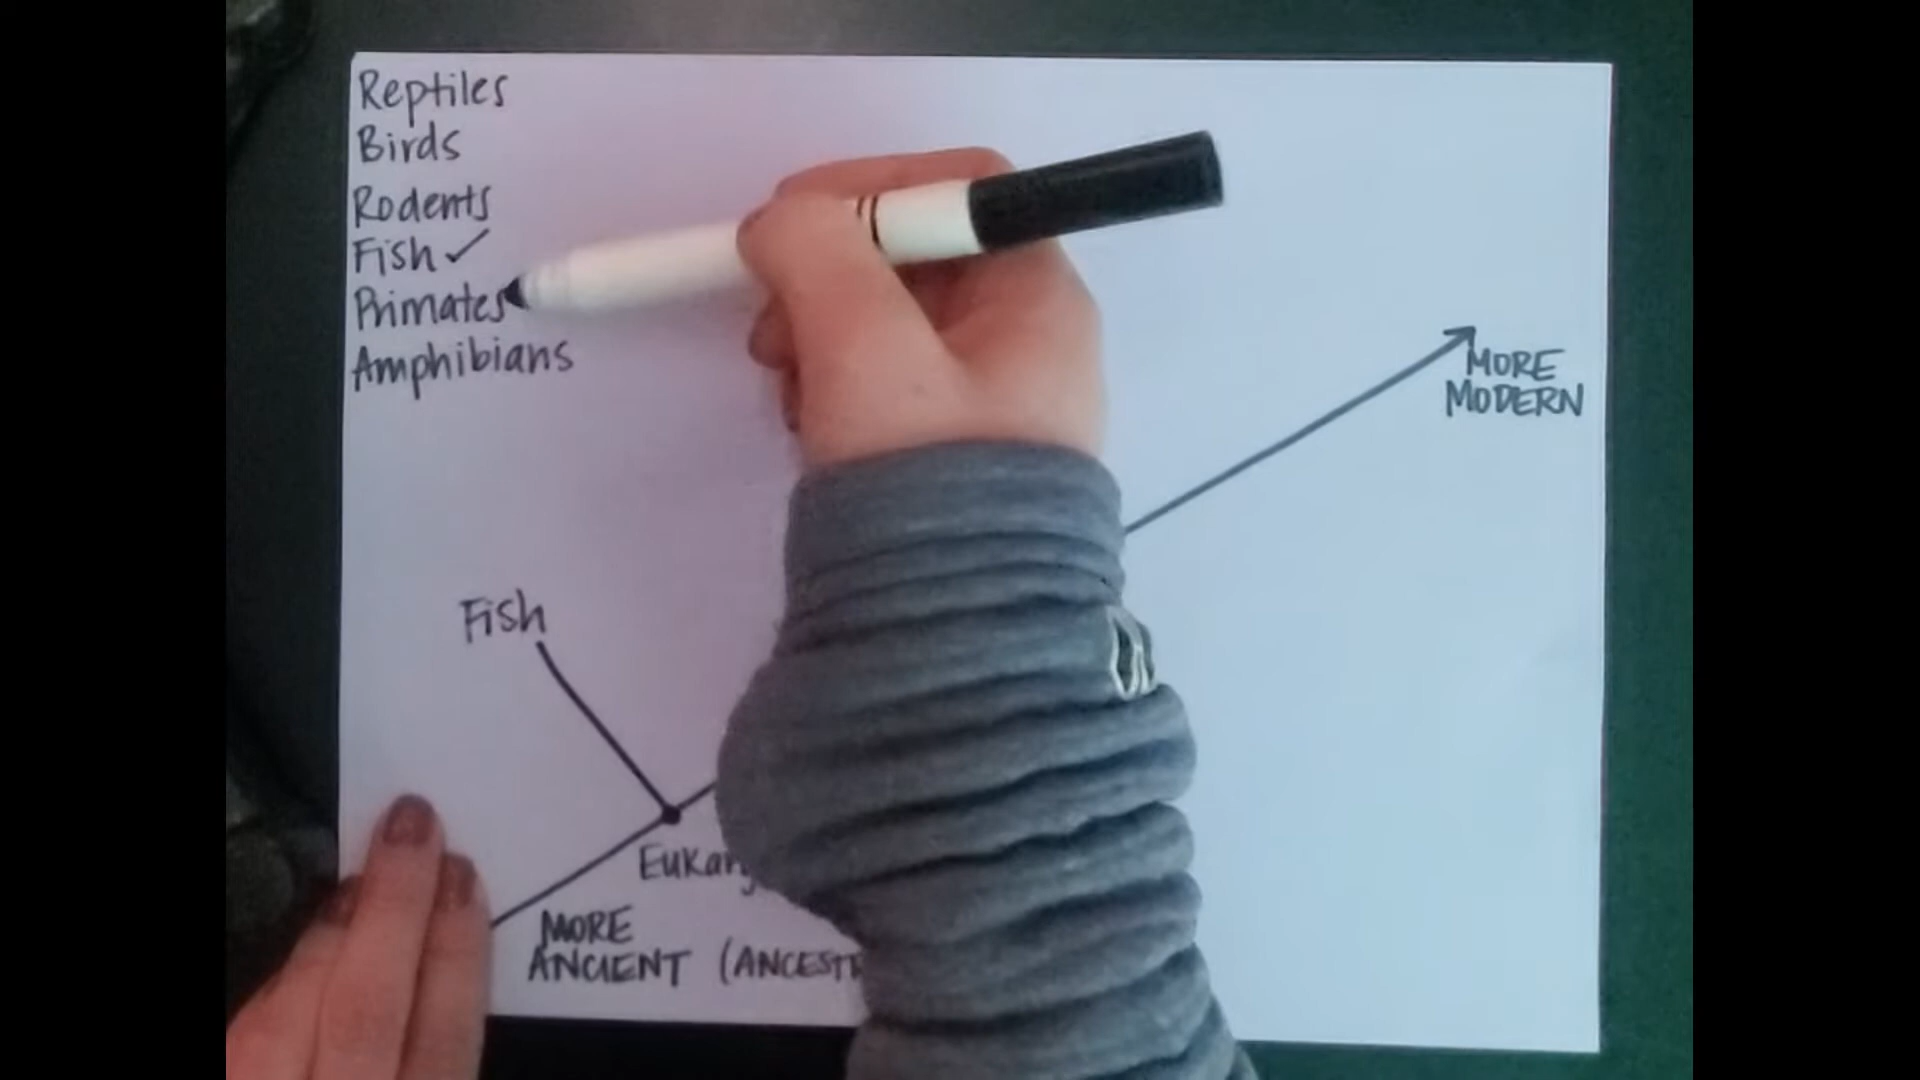 Reptiles
Birds
Rodents
Fish ✓
Primates
Amphibians
MORE
MODERN
Fish
MORE
ANCIENT